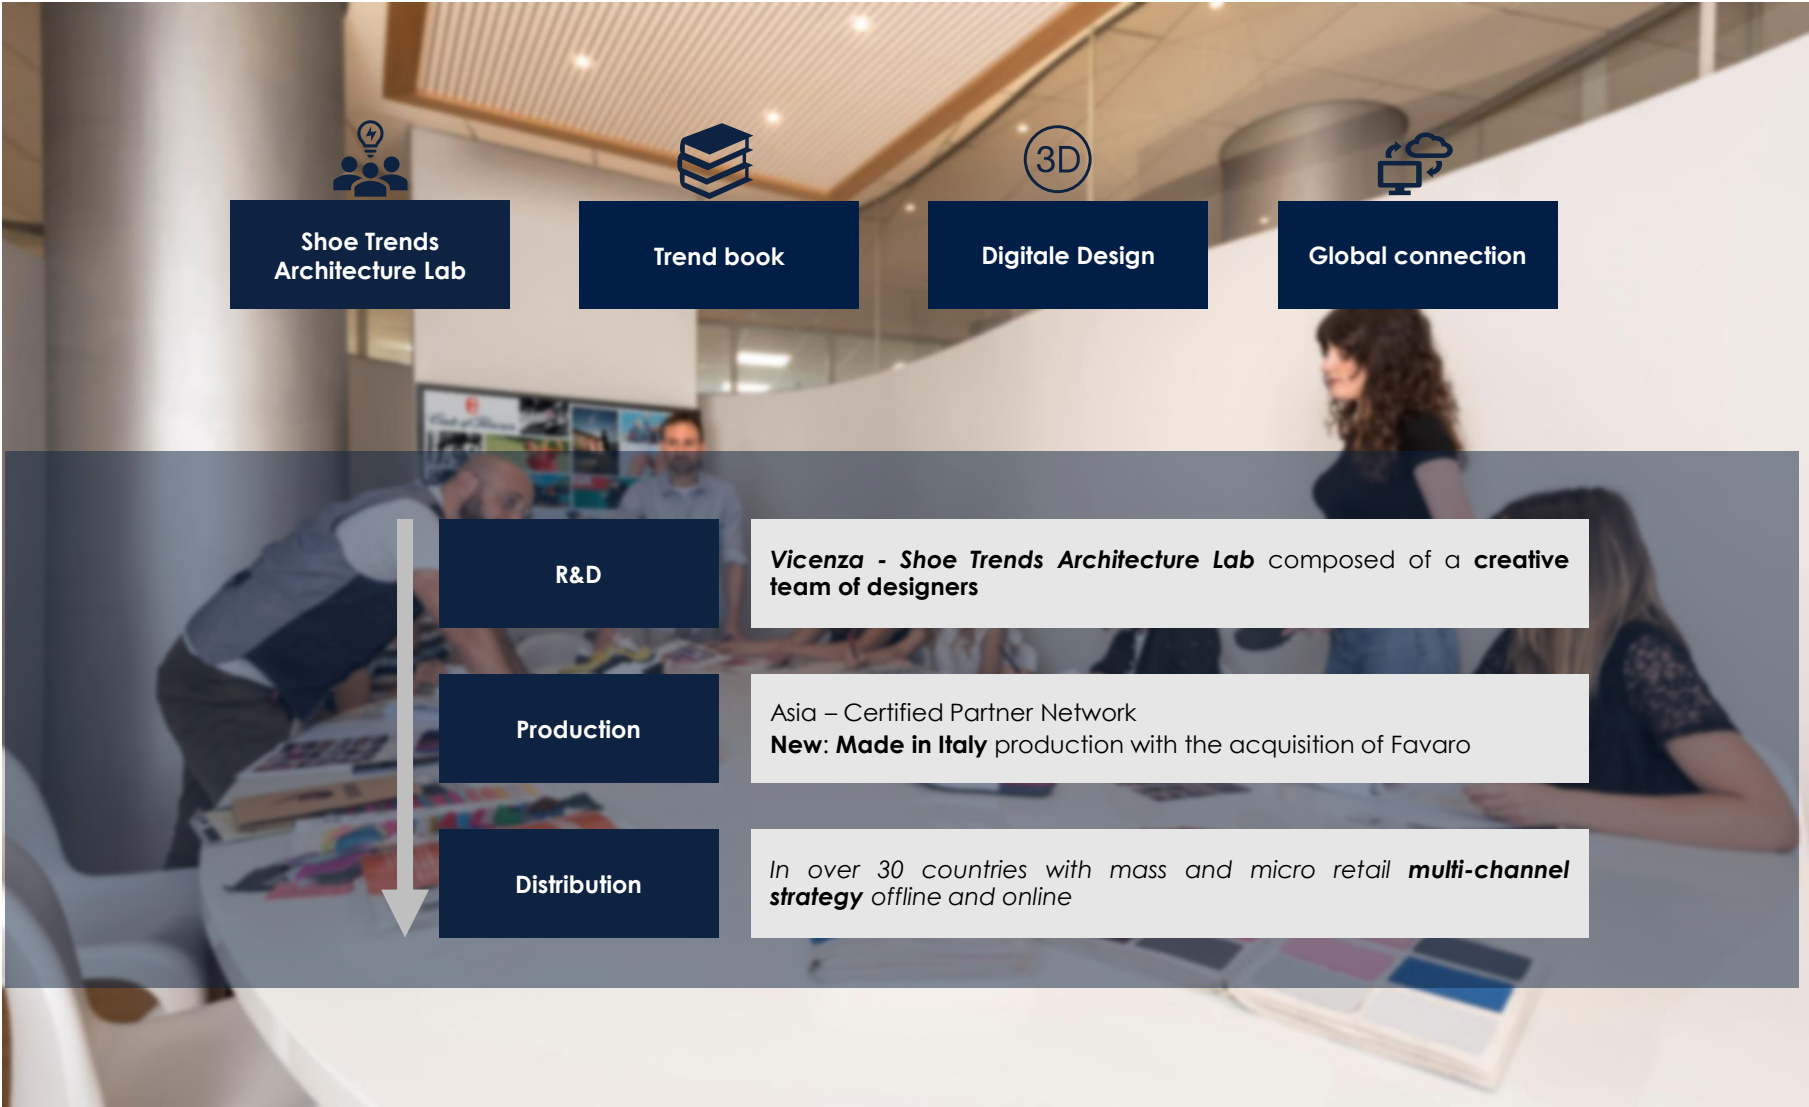 3D
Shoe Trends
Architecture Lab
Trend book
Digitale Design
Global connection
R&D
Vicenza - Shoe Trends Architecture Lab composed of a creative
team of designers
Production
Asia – Certified Partner Network
New: Made in Italy production with the acquisition of Favaro
Distribution
In over 30 countries with mass and micro retail multi-channel
strategy offline and online